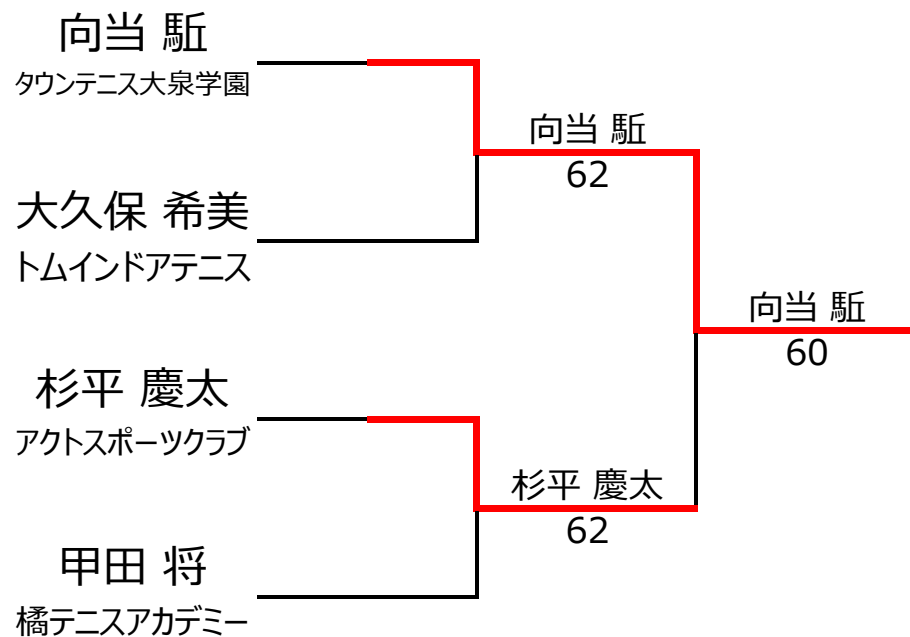 向当 駈
タウンテニス大泉学園
向当 駈
62
大久保 希美
トムインドアテニス
向当 駈
60
杉平 慶太
アクトスポーツクラブ
杉平 慶太
62
甲田 将
橘テニスアカデミー